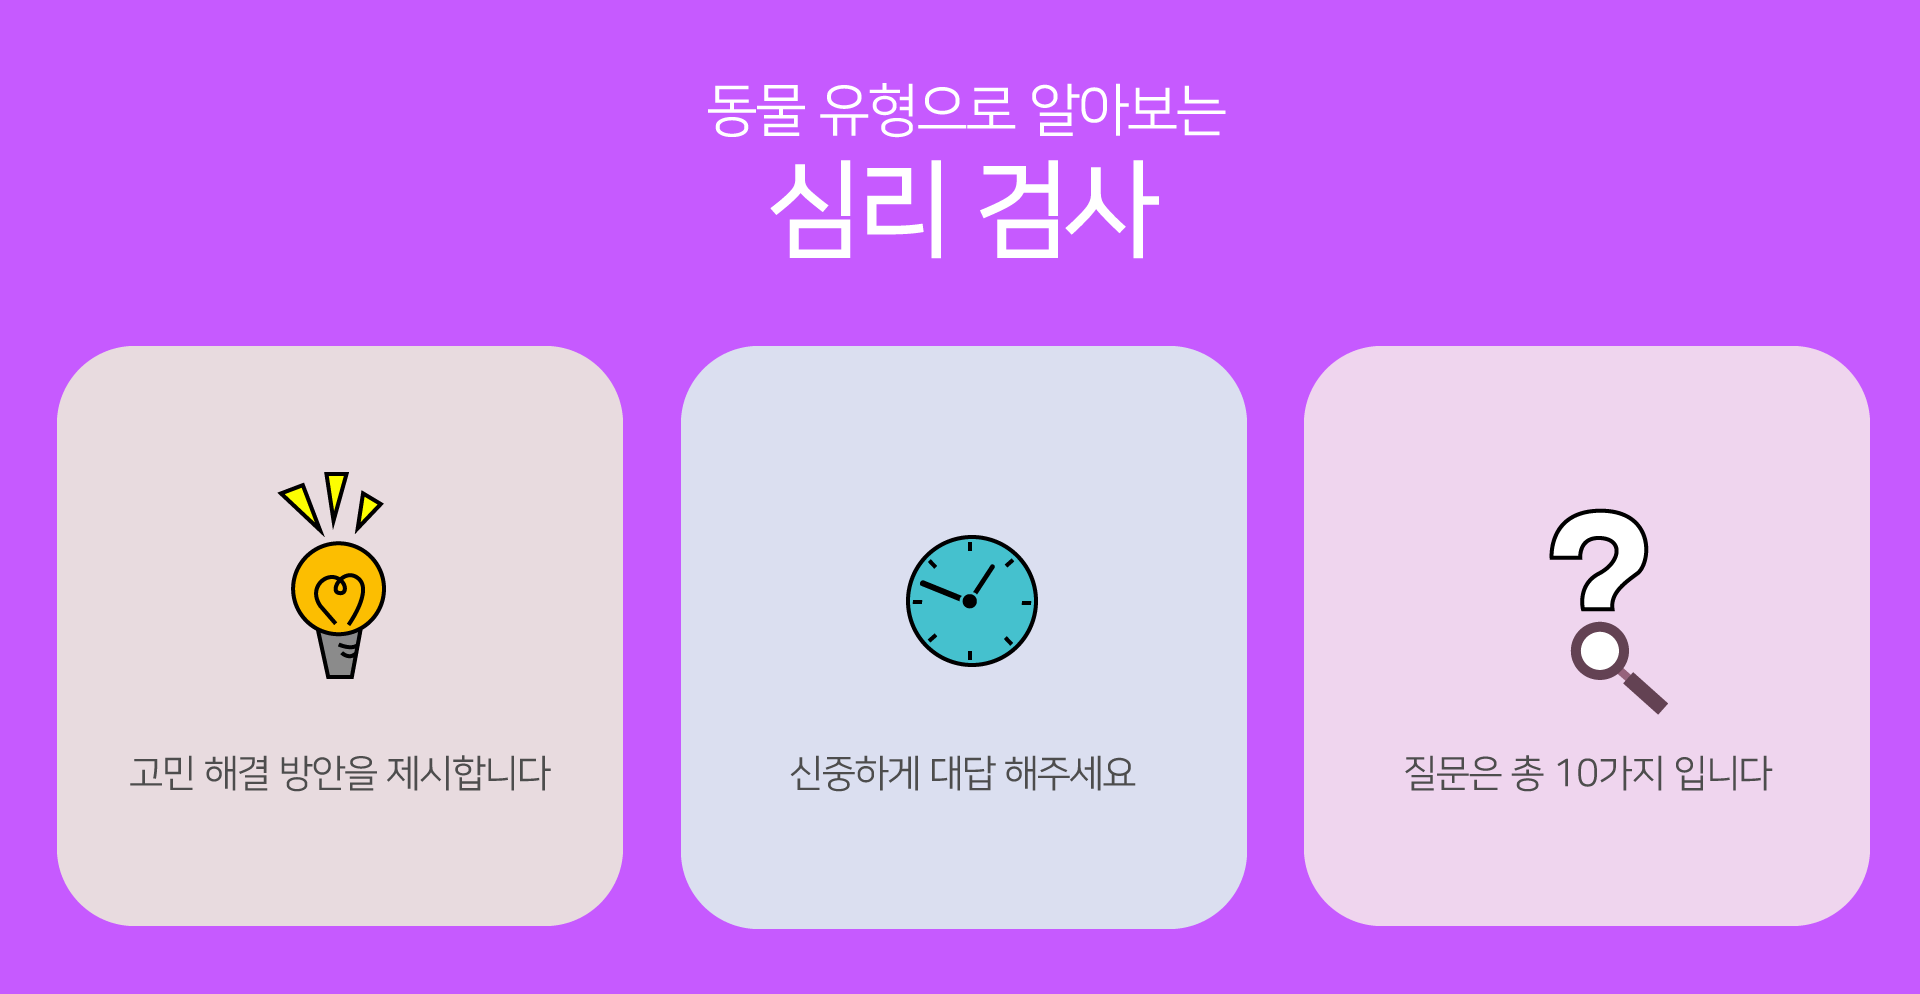 동물 유형으로 알아보는
심리 검사
고민 해결 방안을 제시합니다
신중하게 대답 해주세요
질문은 총 10가지 입니다